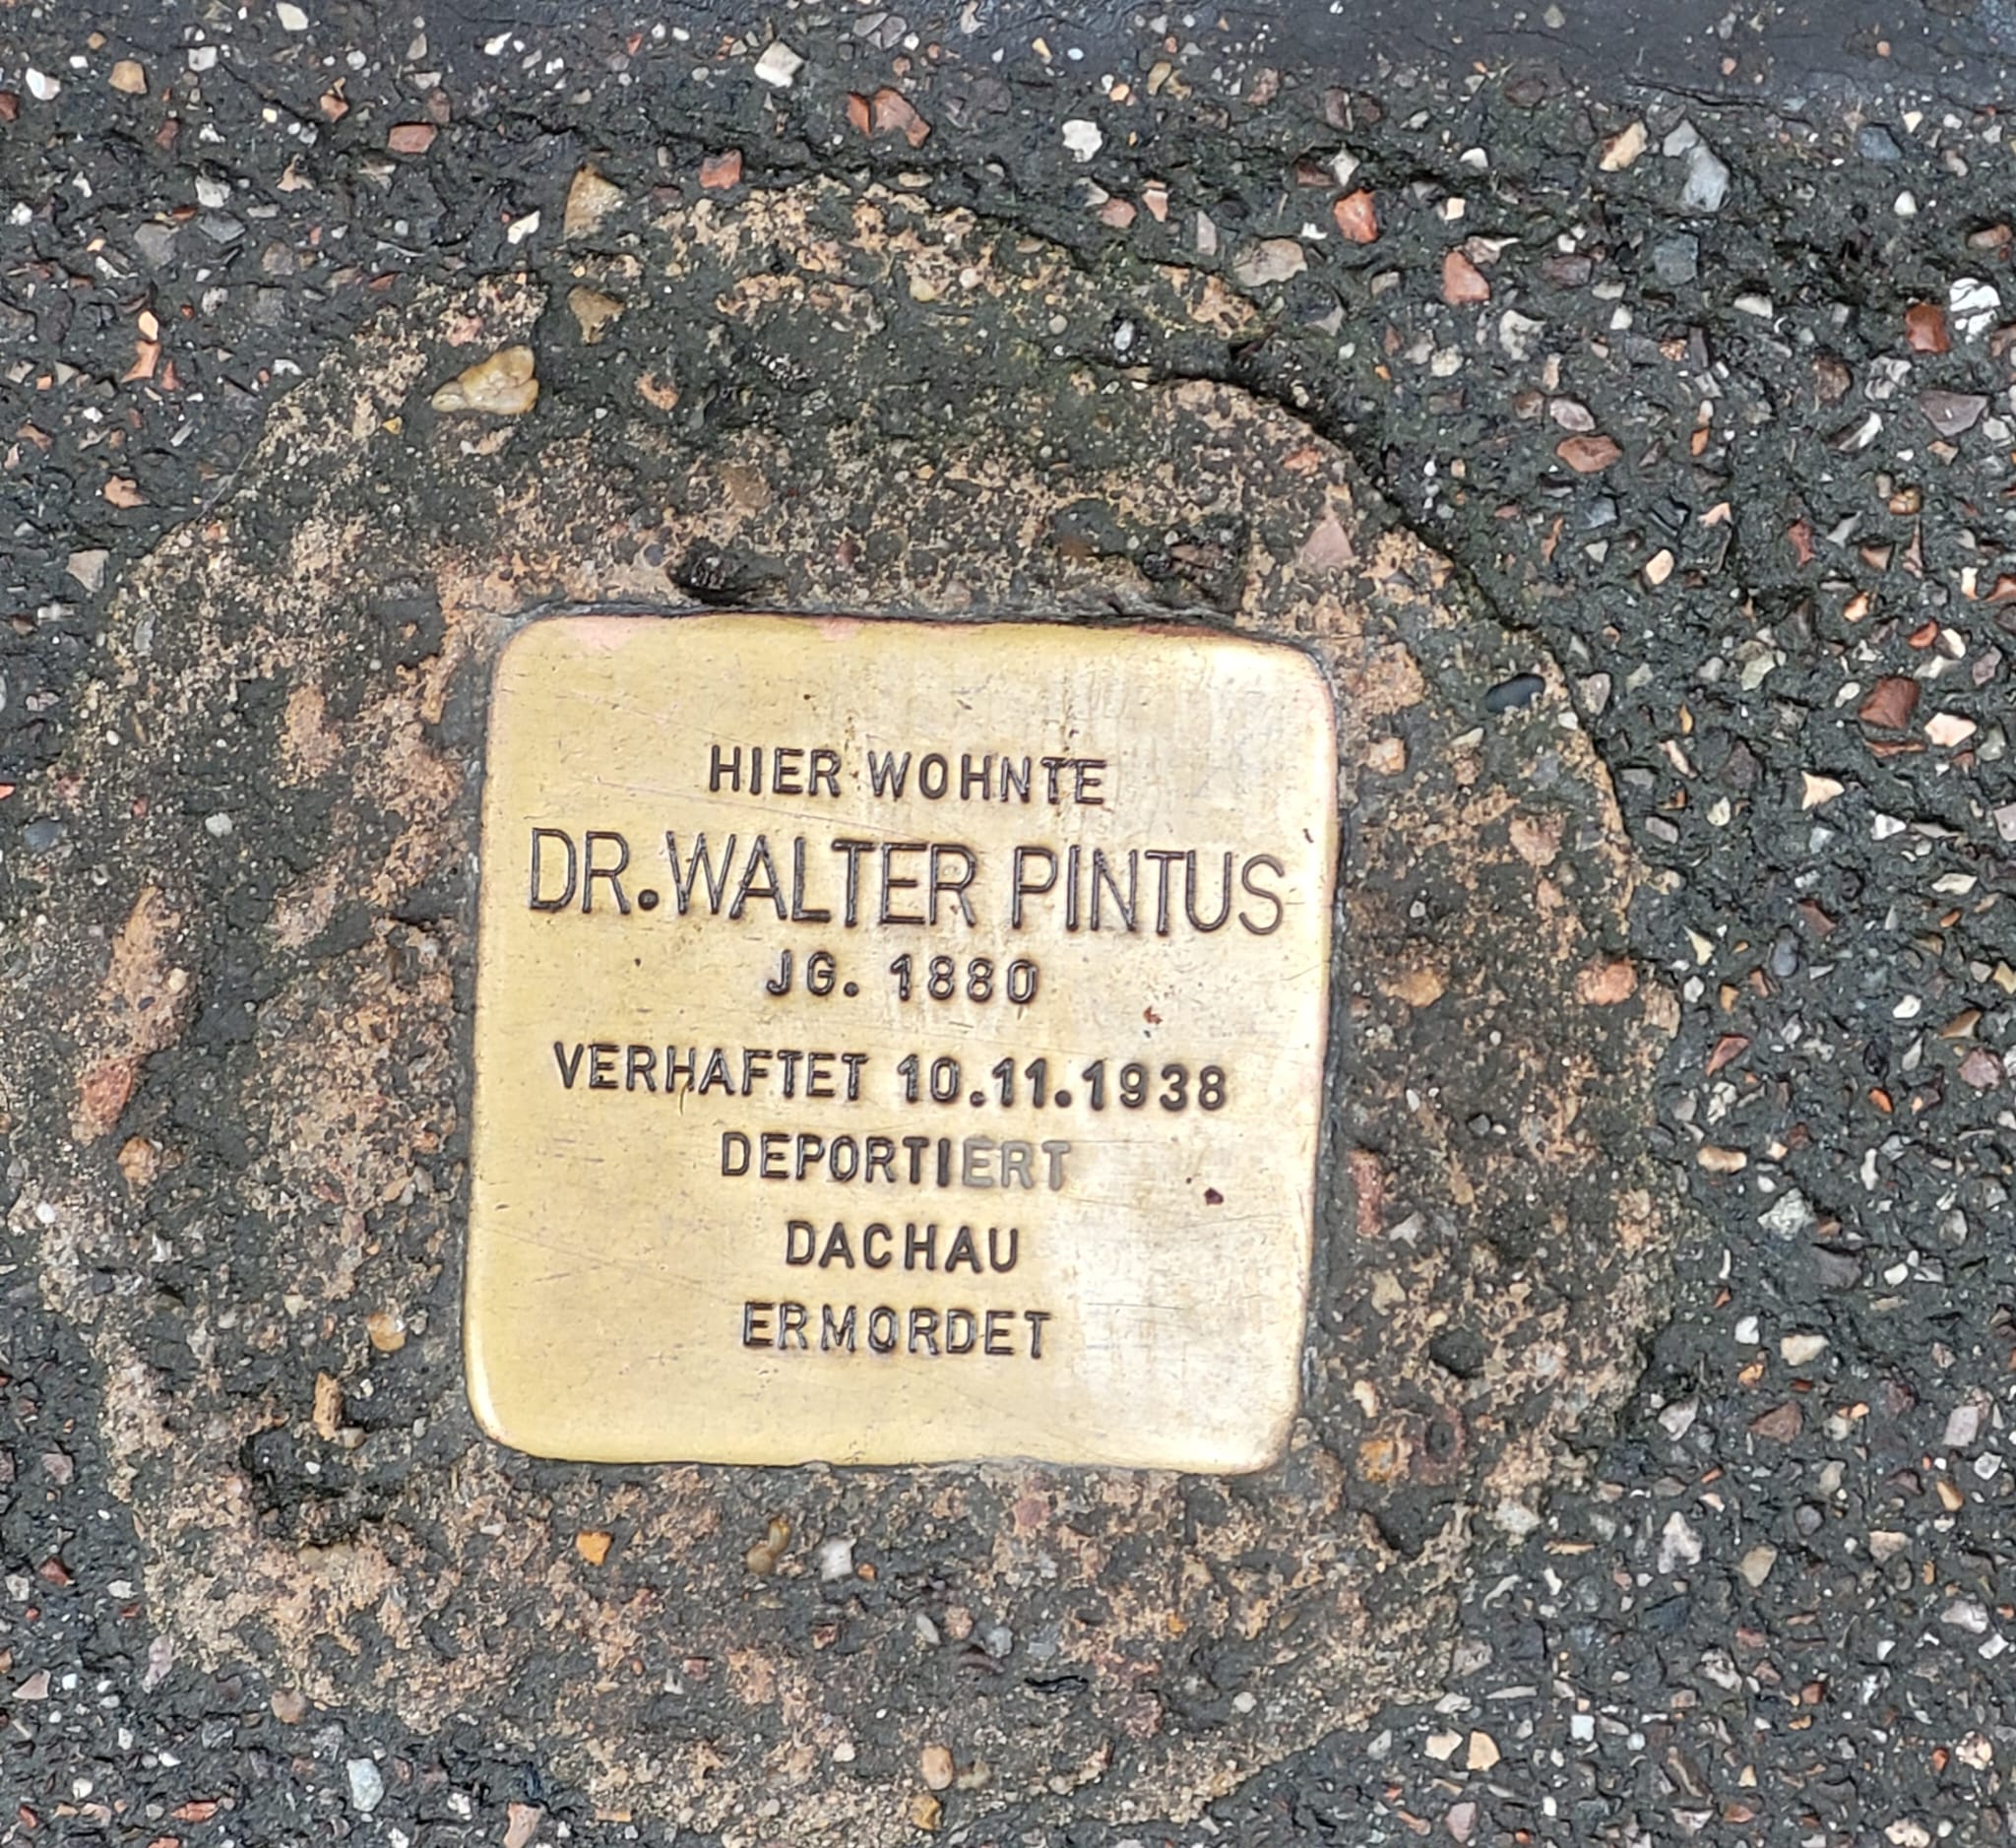 HIER WOHNTE
DR. WALTER PINTUS
JG. 1880
VERHAFTET 10.11.1938
DEPORTIERT
DACHAU
ERMORDET